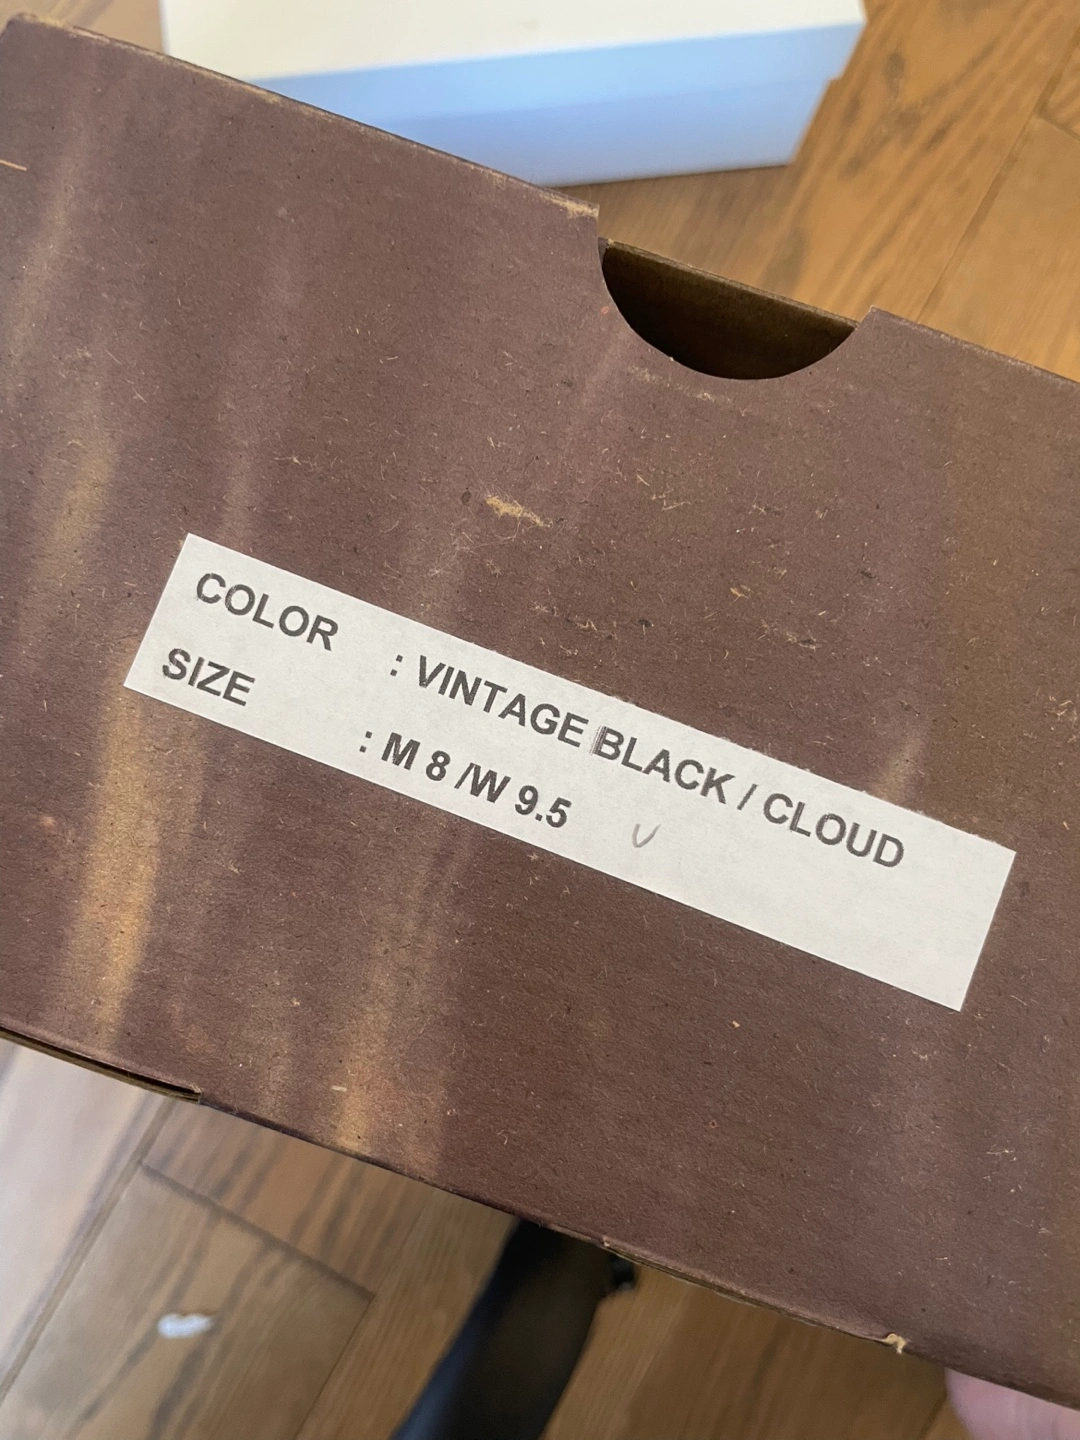 COLOR : VINTAGE BLACK / CLOUD
SIZE : M 8 /W 9.5